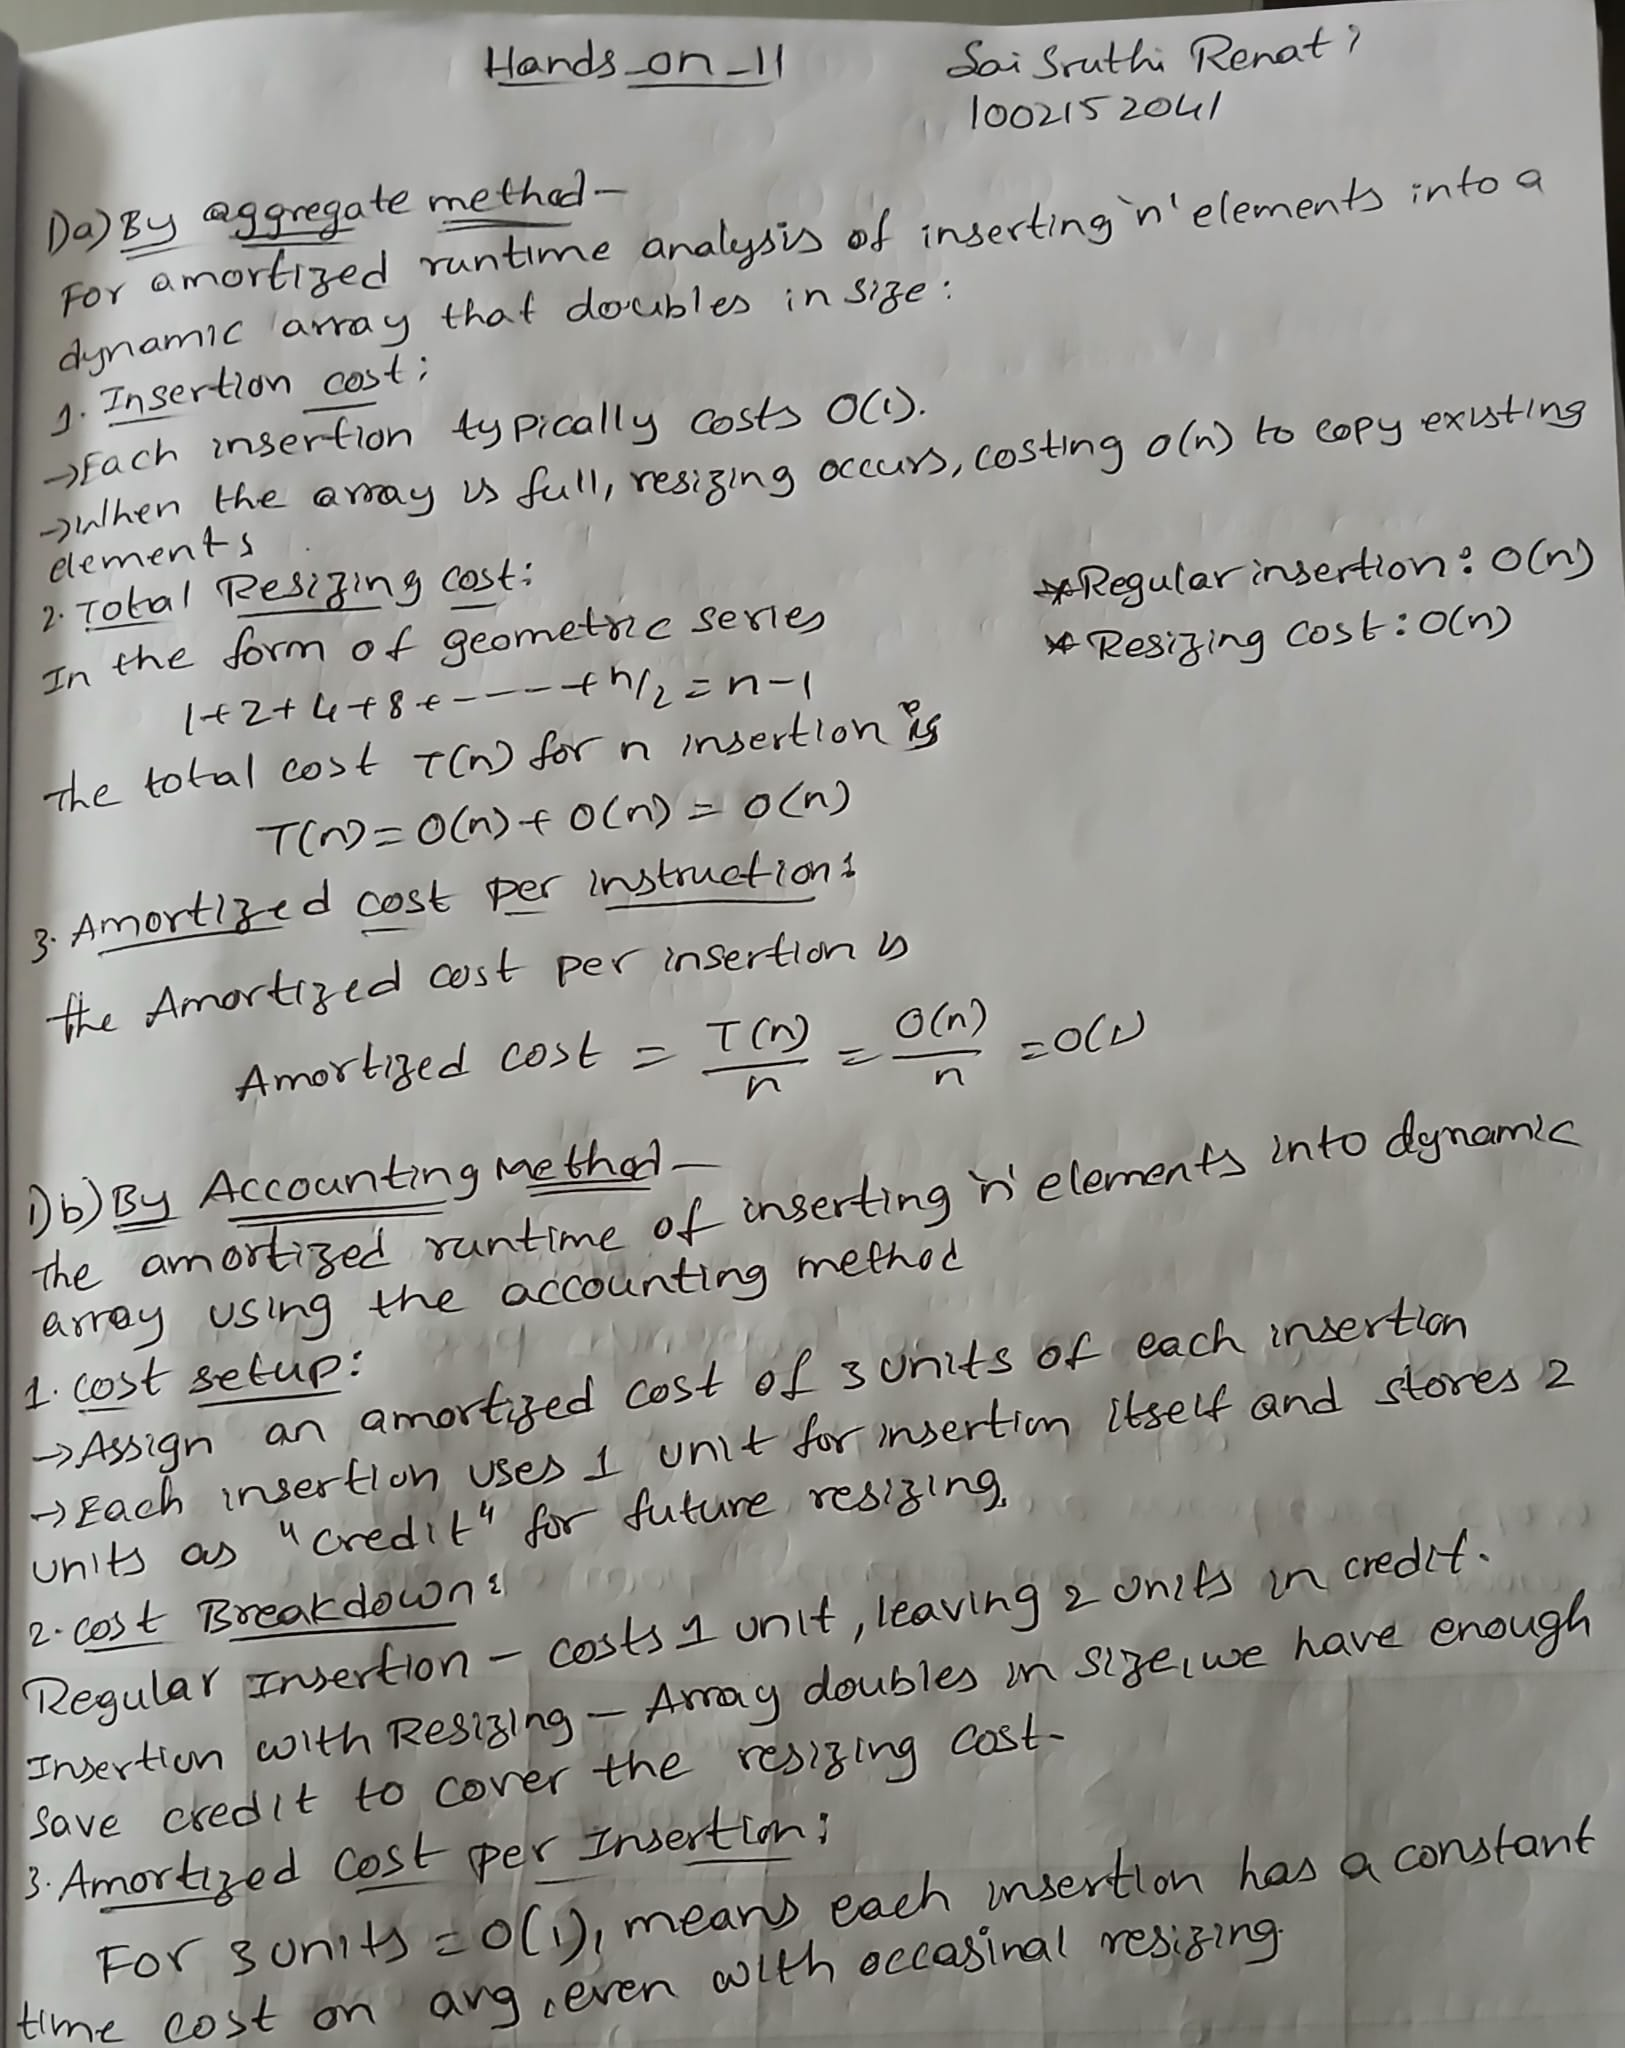 Hands_on_11
Sai Sruthi Renati
1002152041
1)a) By aggregate method-
For amortized runtime analysis of inserting 'n' elements into a
dynamic array that doubles in size:
1. Insertion cost:
→Each insertion typically costs O(1).
→When the array is full, resizing occurs, costing O(n) to copy existing
elements
2. Total Resizing cost:
In the form of geometric series
1+2+4+8+-----+n/2=n-1
*Regular insertion: O(n)
*Resizing cost: O(n)
The total cost T(n) for n insertion is
T(n)=O(n)+O(n)=O(n)
3. Amortized cost per instruction:
the Amortized cost per insertion is
Amortized cost = T(n)/n = O(n)/n = O(1)
1)b) By Accounting Method-
The amortized runtime of inserting 'n' elements into dynamic
array using the accounting method
1. cost setup:
→Assign an amortized cost of 3 units of each insertion
→Each insertion uses 1 unit for insertion itself and stores 2
units as "credit" for future resizing.
2. cost Breakdown:
Regular Insertion - costs 1 unit, leaving 2 units in credit.
Insertion with Resizing - Array doubles in size, we have enough
save credit to cover the resizing cost-
3. Amortized cost per Insertion:
For 3 units = O(1), means each insertion has a constant
time cost on avg, even with occasinal resizing.